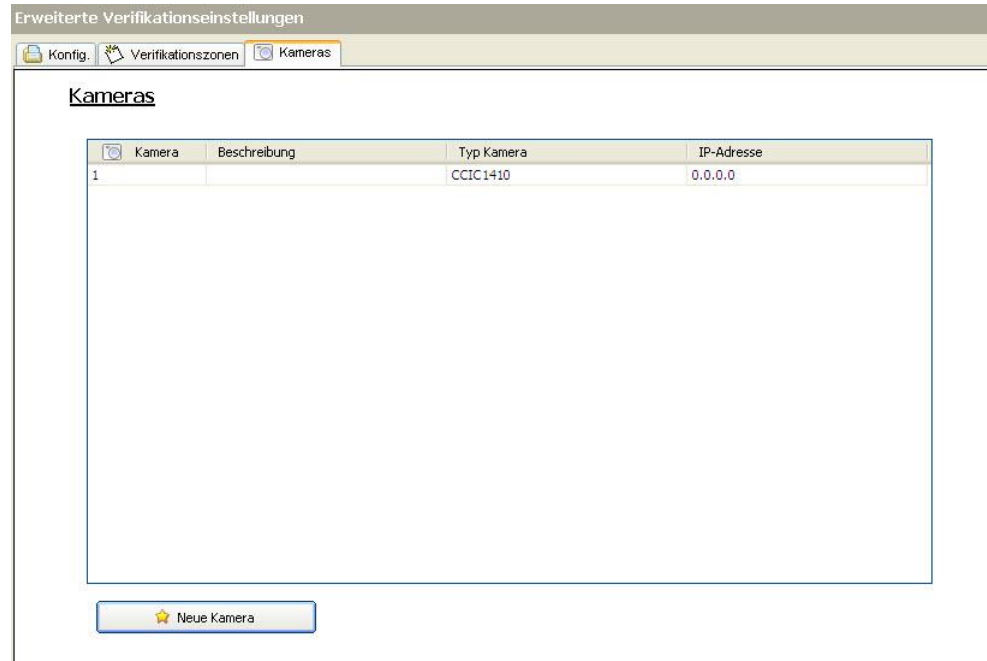 Erweiterte Verifikationseinstellungen
Konfig. Verifikationszonen Kameras
Kameras
Kamera Beschreibung Typ Kamera IP-Adresse
1 CCIC1410 0.0.0.0
Neue Kamera